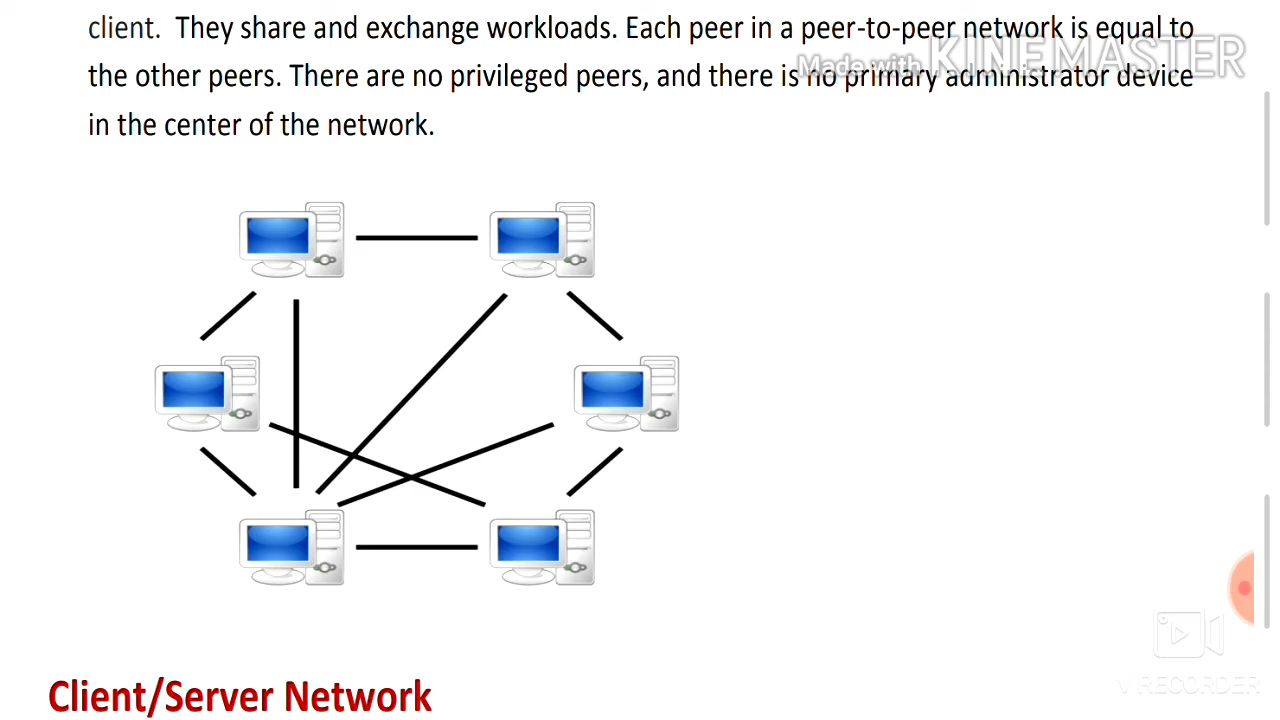 client. They share and exchange workloads. Each peer in a peer-to-peer network is equal to
Made with KINEMASTER
the other peers. There are no privileged peers, and there is no primary administrator device
in the center of the network.
V RECORDER
Client/Server Network